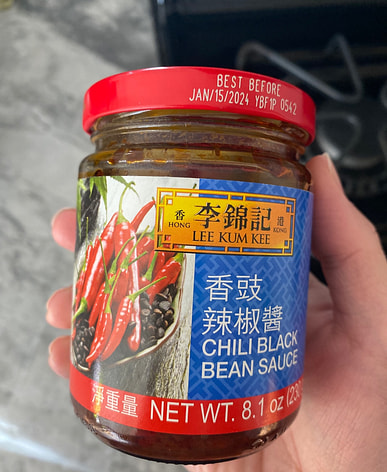 BEST BEFORE
JAN/15/2024 YBF1P 0542
香 李錦記 港
HONG LEE KUM KEE KONG
香豉
辣椒醬
CHILI BLACK
BEAN SAUCE
淨重量 NET WT. 8.1 oz